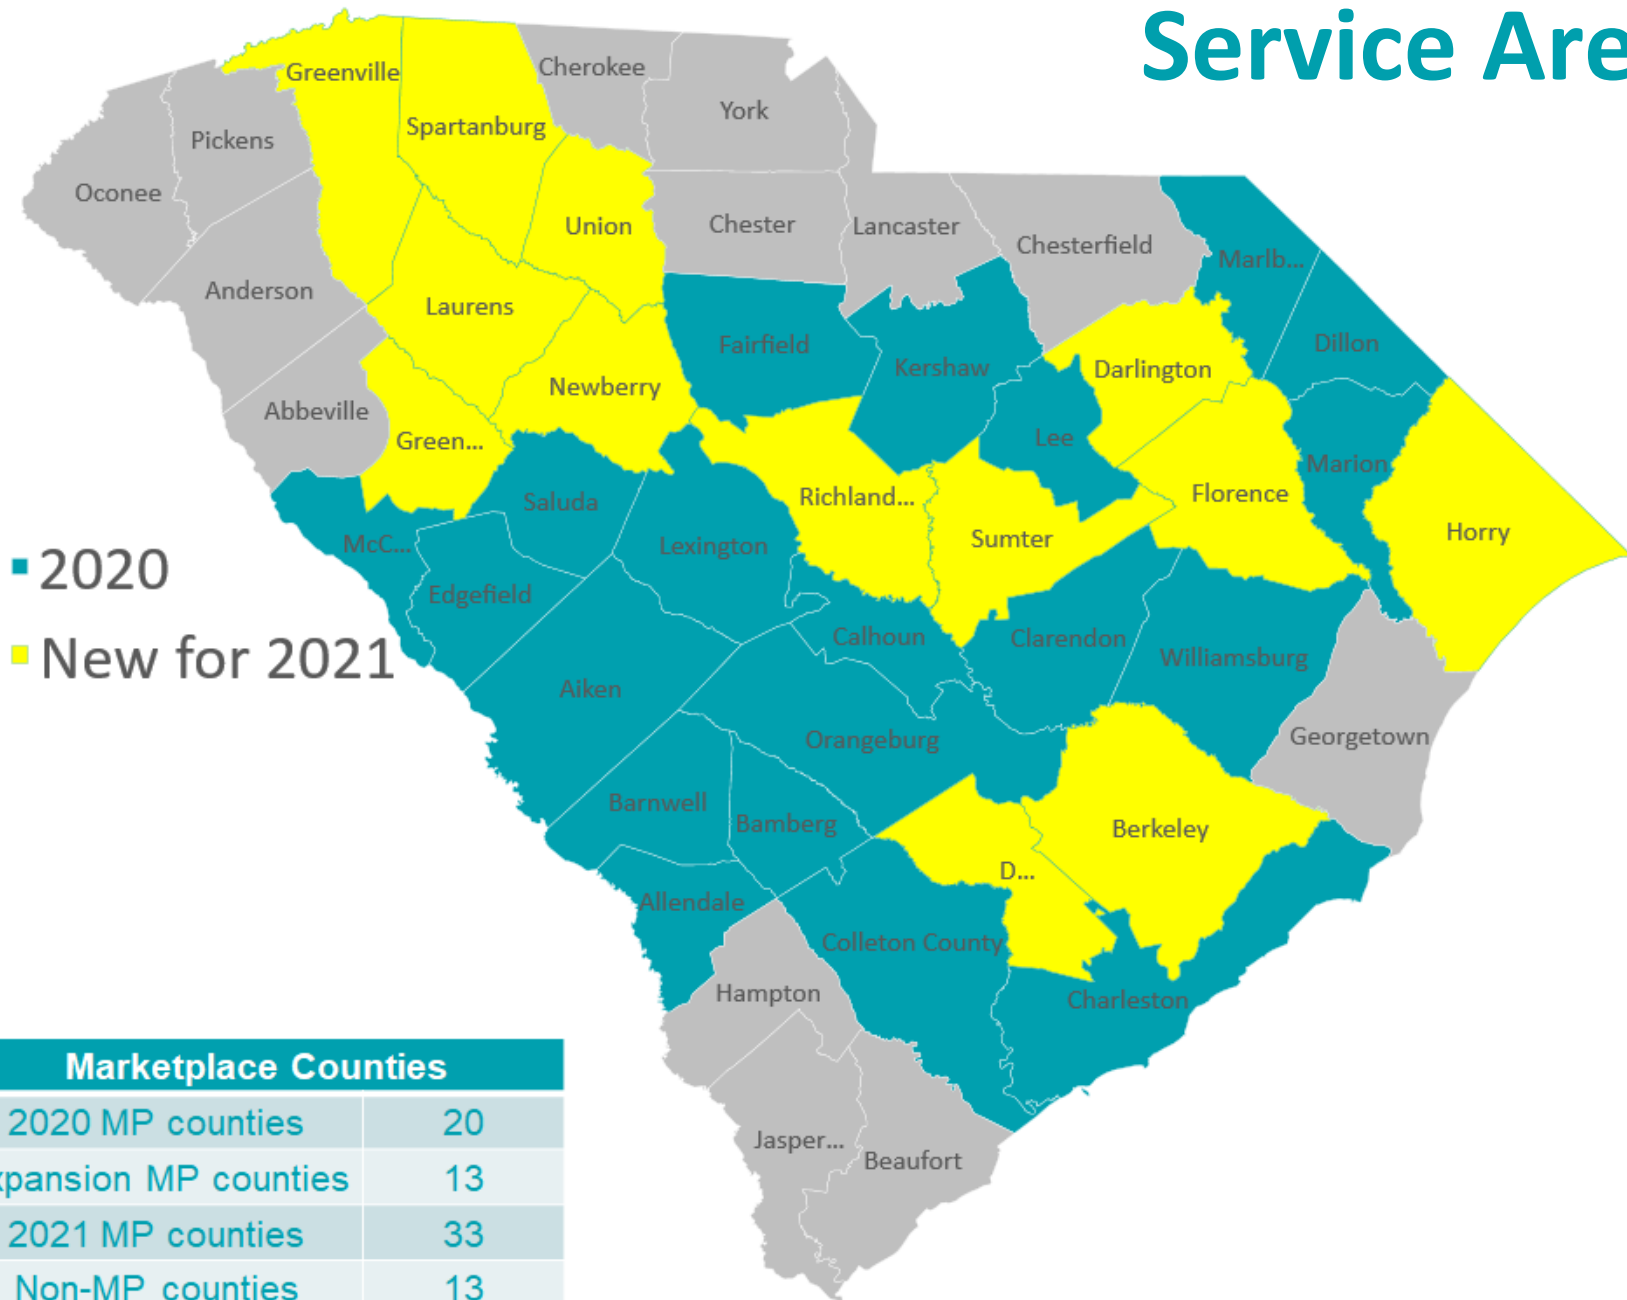 Service Are
Greenville
Cherokee
York
Spartanburg
Pickens
Oconee
Union
Chester
Lancaster
Chesterfield
Marlb...
Anderson
Laurens
Fairfield
Kershaw
Darlington
Dillon
Newberry
Abbeville
Green...
Lee
Marion
Saluda
Richland...
Florence
McC...
Lexington
Sumter
Horry
2020
Edgefield
Calhoun
Clarendon
Williamsburg
New for 2021
Aiken
Orangeburg
Georgetown
Barnwell
Bamberg
Berkeley
D...
Allendale
Colleton County
Hampton
Charleston
Jasper...
Beaufort
Marketplace Counties
2020 MP counties 20
xpansion MP counties 13
2021 MP counties 33
Non-MP counties 13